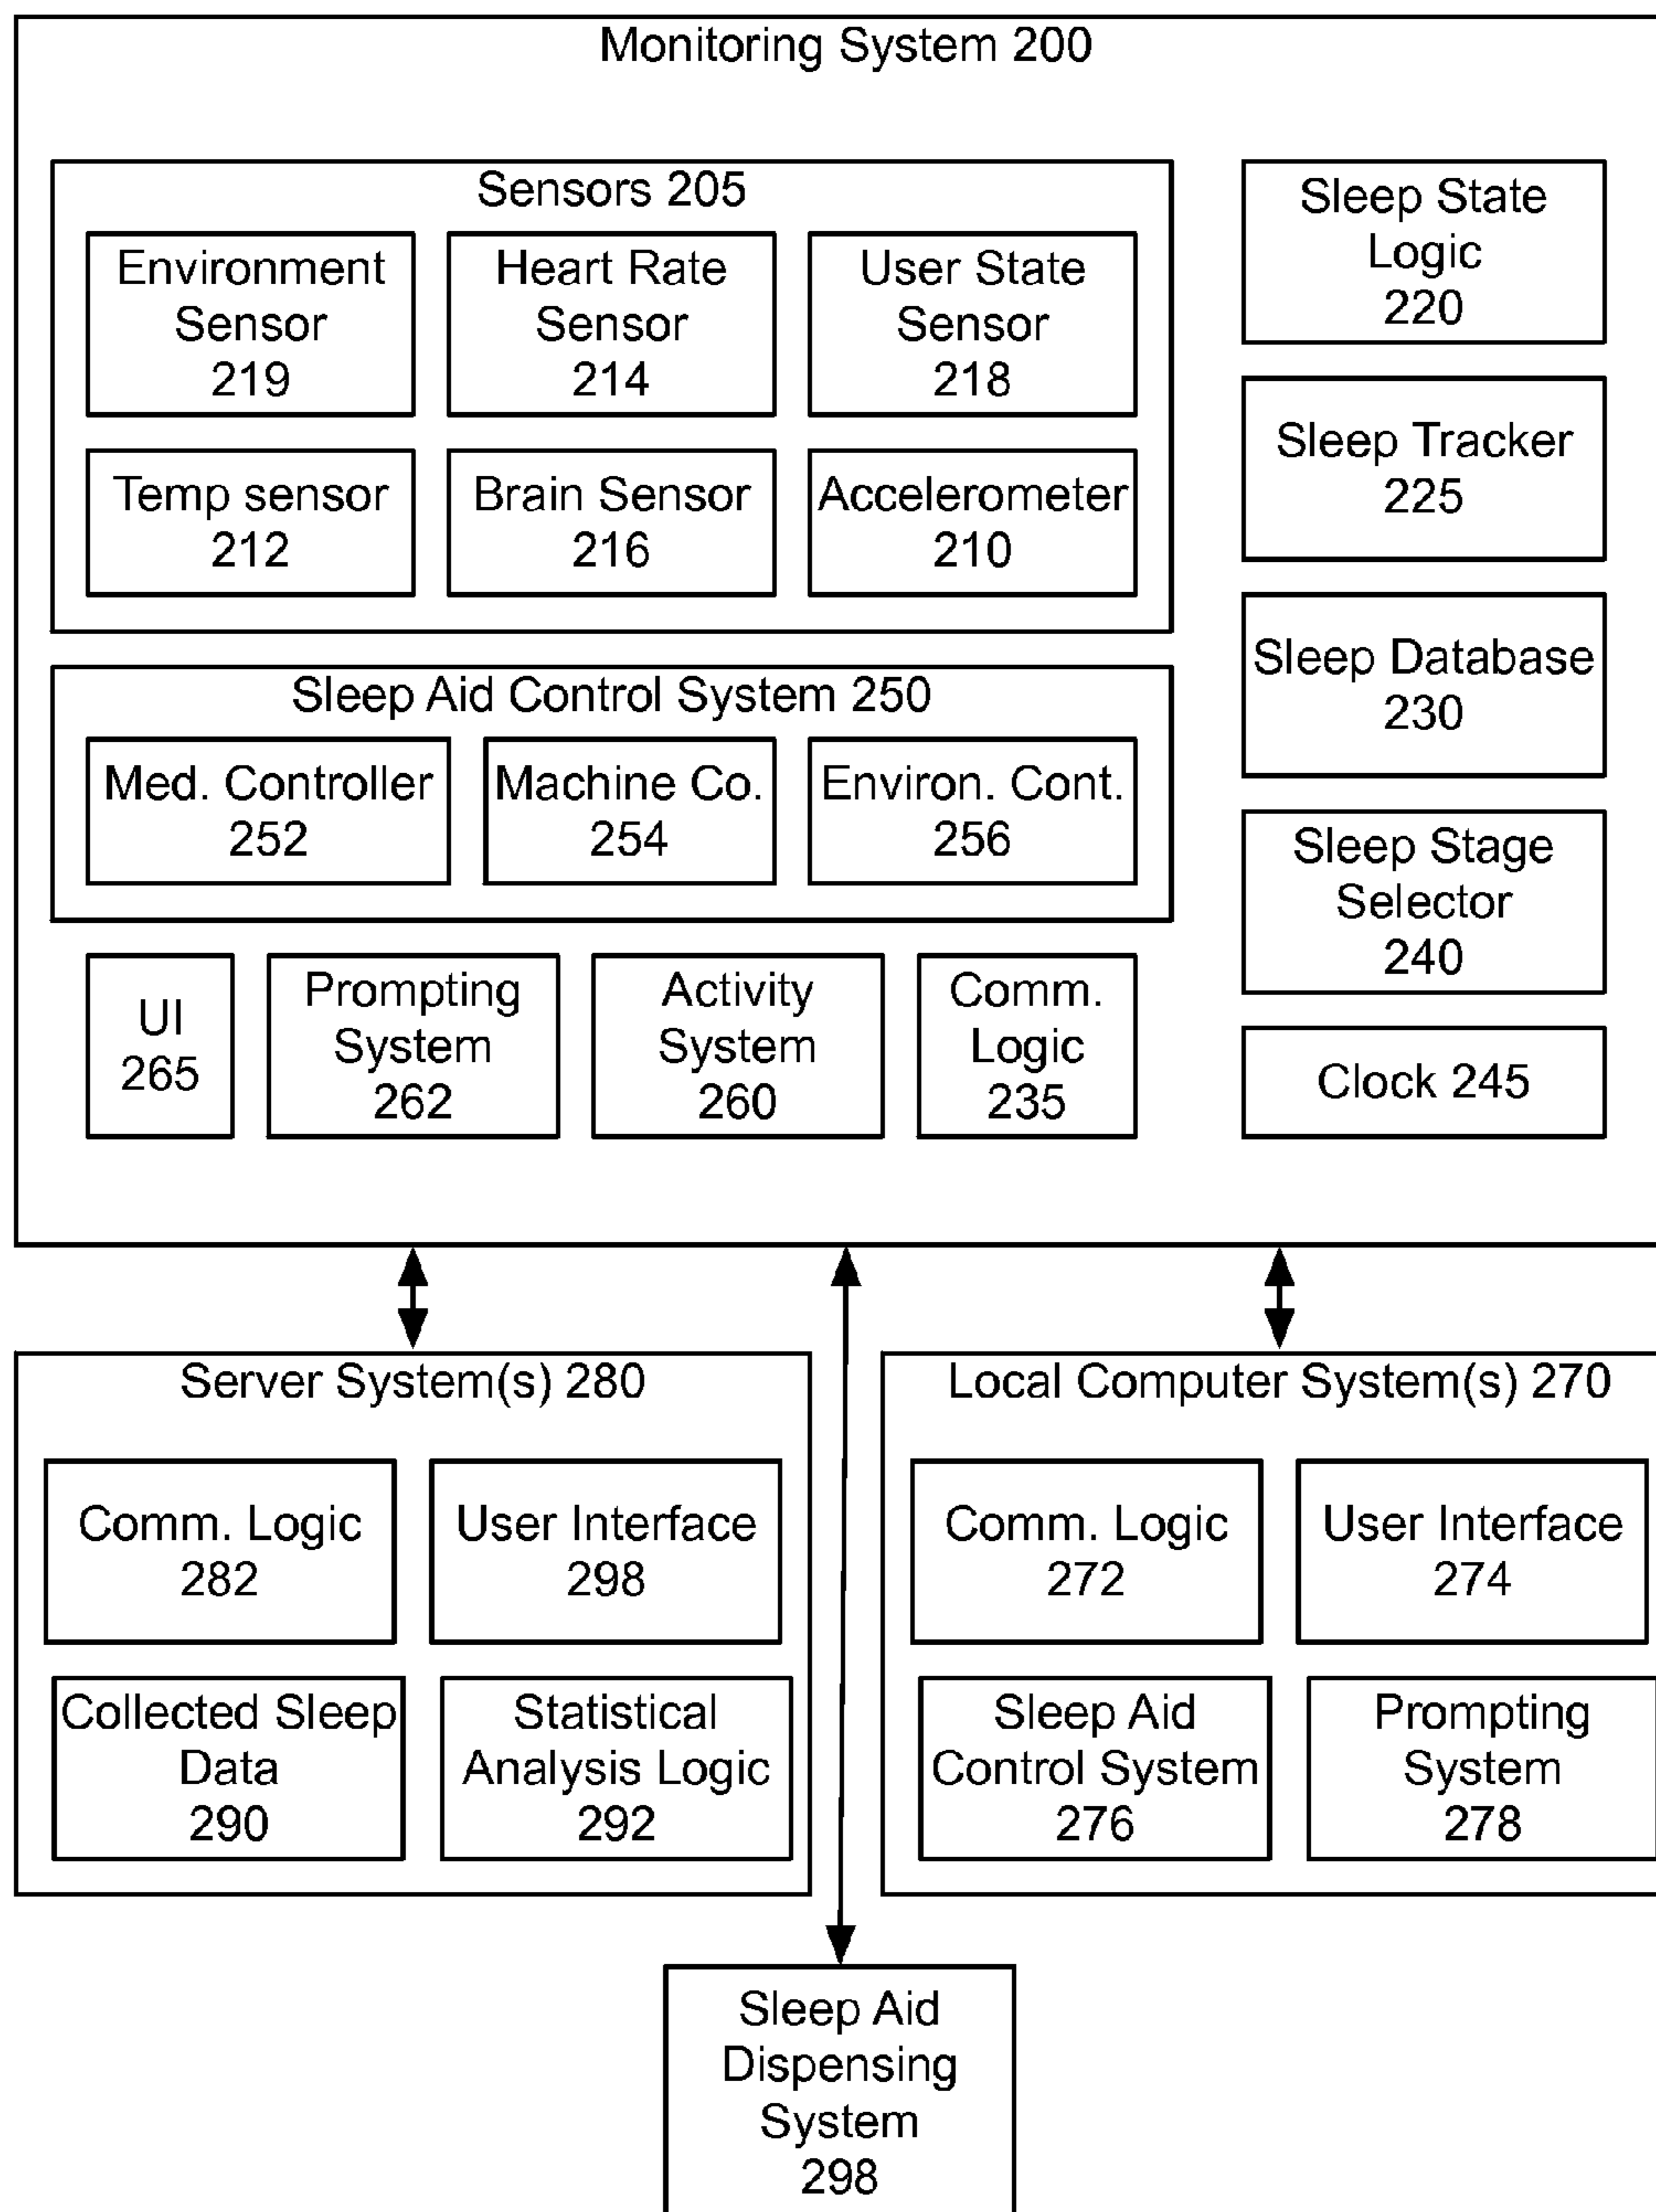 Monitoring System 200
Sensors 205
Environment
Sensor
219
Heart Rate
Sensor
214
User State
Sensor
218
Temp sensor
212
Brain Sensor
216
Accelerometer
210
Sleep State
Logic
220
Sleep Tracker
225
Sleep Database
230
Sleep Stage
Selector
240
Clock 245
Sleep Aid Control System 250
Med. Controller
252
Machine Co.
254
Environ. Cont.
256
UI
265
Prompting
System
262
Activity
System
260
Comm.
Logic
235
Server System(s) 280
Comm. Logic
282
User Interface
298
Collected Sleep
Data
290
Statistical
Analysis Logic
292
Local Computer System(s) 270
Comm. Logic
272
User Interface
274
Sleep Aid
Control System
276
Prompting
System
278
Sleep Aid
Dispensing
System
298